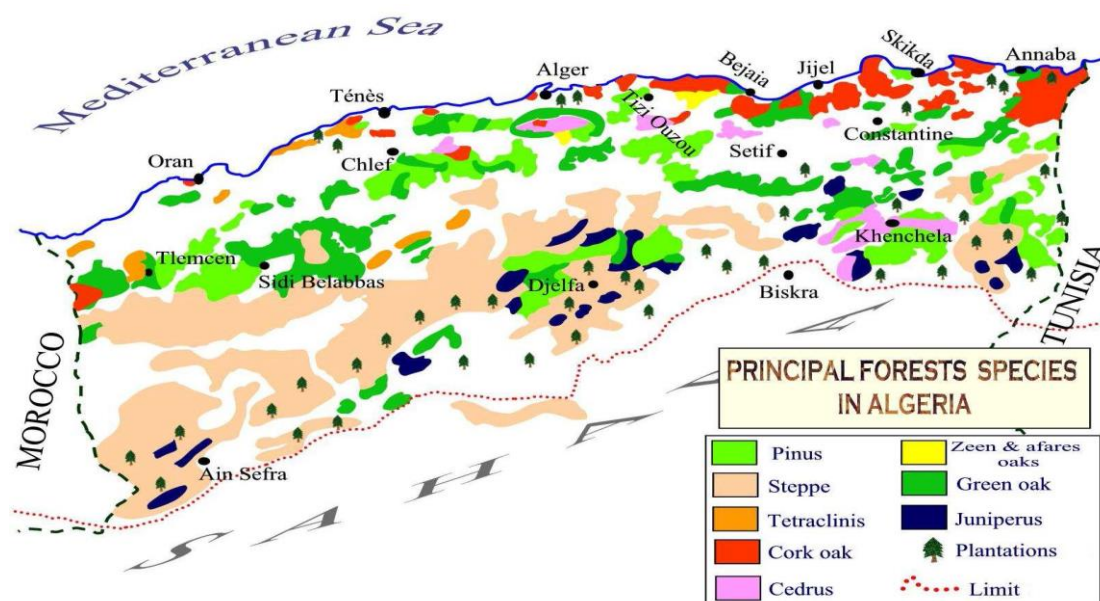 Mediterranean Sea
Skikda
Annaba
Jijel
Bejaia
Alger
Ténès
Tizi Ouzou
Constantine
Setif
Chlef
Oran
Khenchela
Tlemcen
Sidi Belabbas
Djelfa
Biskra
TUNISIA
MOROCCO
Ain Sefra
SAHARA
PRINCIPAL FORESTS SPECIES
IN ALGERIA
Pinus
Steppe
Tetraclinis
Cork oak
Cedrus
Zeen & afares
oaks
Green oak
Juniperus
Plantations
Limit